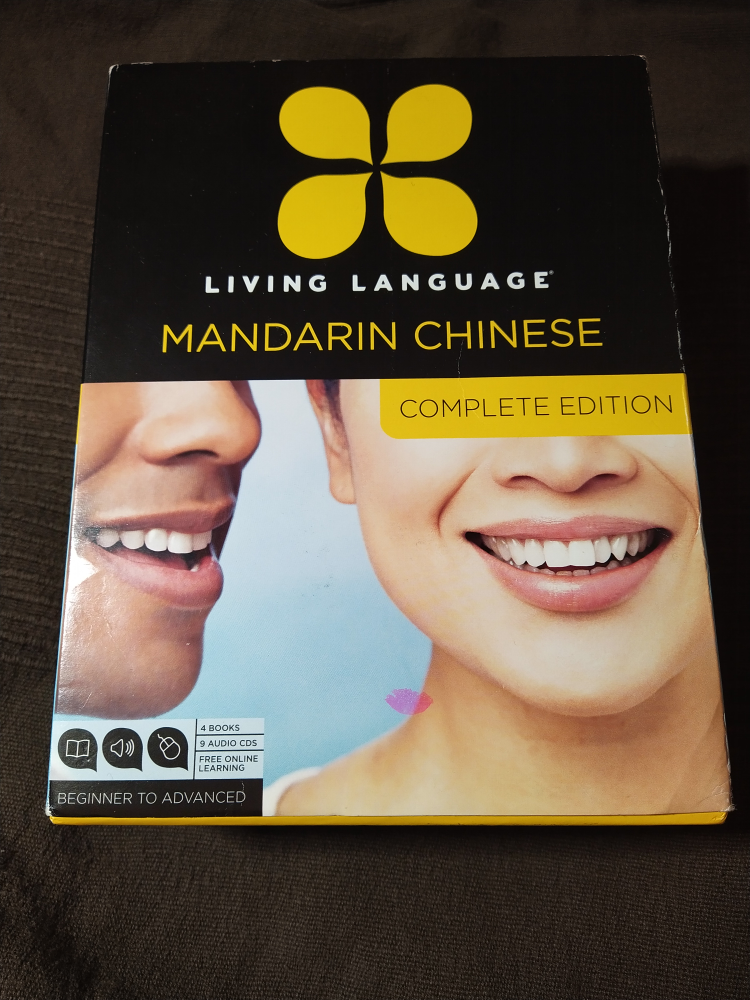 LIVING LANGUAGE®
MANDARIN CHINESE
COMPLETE EDITION
4 BOOKS
9 AUDIO CDS
FREE ONLINE
LEARNING
BEGINNER TO ADVANCED